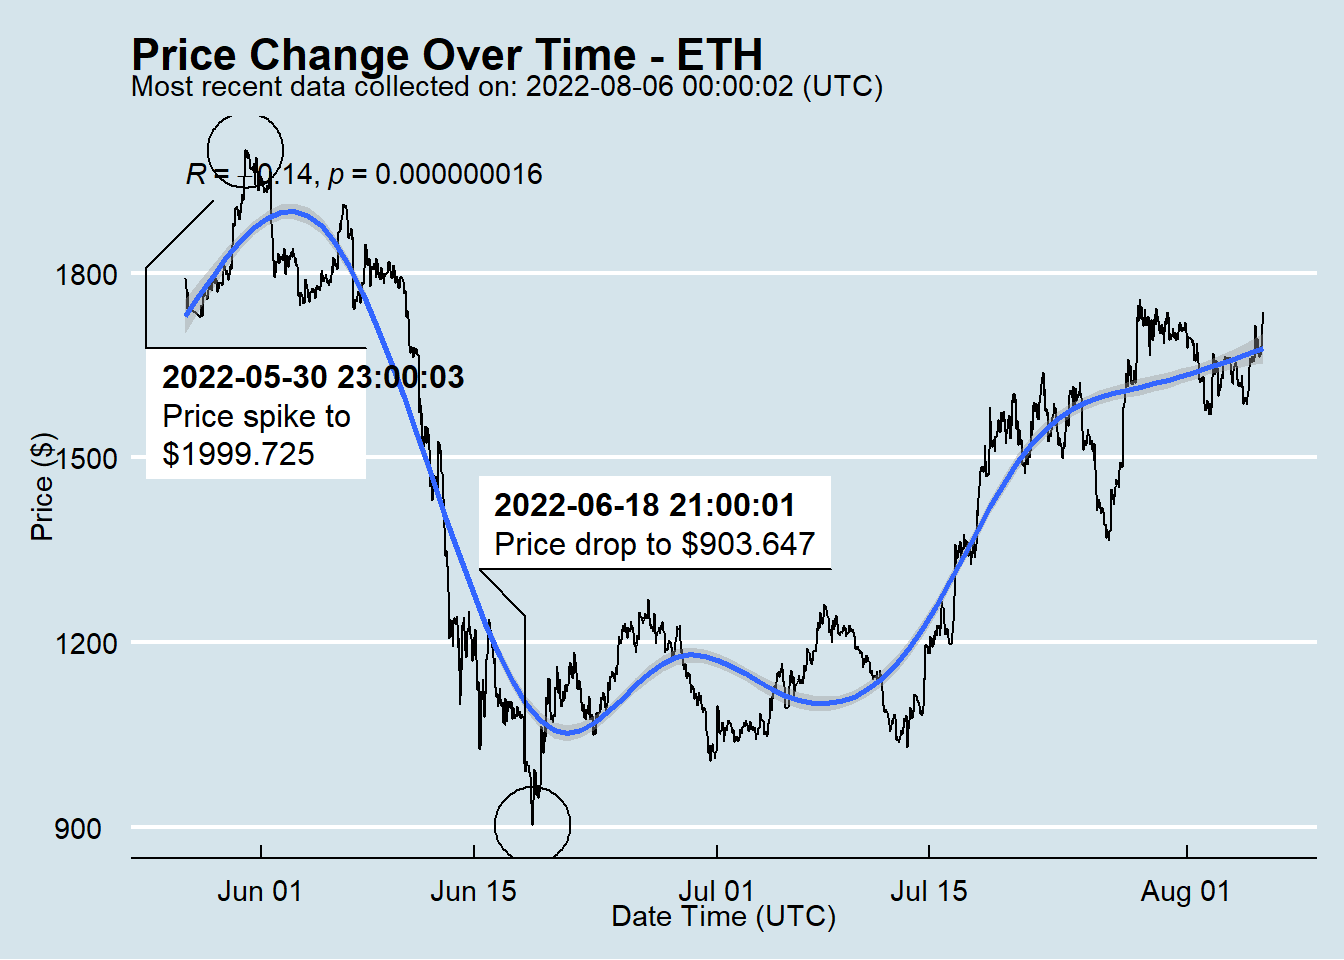 Price Change Over Time - ETH
Most recent data collected on: 2022-08-06 00:00:02 (UTC)
R = −0.14, p = 0.000000016
1800
2022-05-30 23:00:03
Price spike to
$1999.725
Price ($)
1500
2022-06-18 21:00:01
Price drop to $903.647
1200
900
Jun 01 Jun 15 Jul 01 Jul 15 Aug 01
Date Time (UTC)